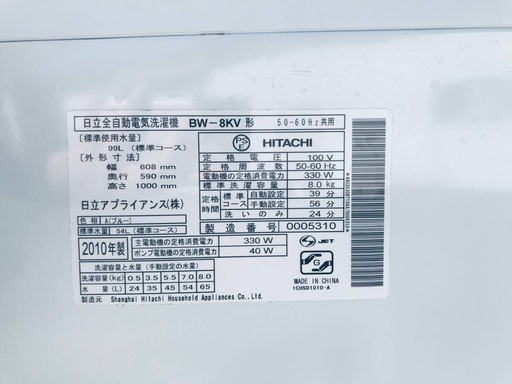 日立全自動電気洗濯機 BW-8KV 形 50-60Hz共用
[標準使用水量]
99L (標準コース)
[外 形 寸 法]
幅 608 mm
奥行 590 mm
高さ 1000 mm
日立アプライアンス(株)
色 相 A(ブルー)
標準水量 54L (標準コース)
PS
E
HITACHI
定格電圧 100 V
定格周波数 50-60 Hz
電動機の定格消費電力 330 W
標準洗濯容量 8.0 kg
定格時間 標準コース 自動設定 39 分
手動設定 56 分
洗いのみ 24 分
製造番号 0005310
2010年製
主電動機の定格消費電力 330 W
ポンプ電動機の定格消費電力 40 W
洗濯容量と水量 (手動設定の水量)
洗濯容量(kg) 0.5 3.5 5.5 7.0 8.0
水 量(L) 24 35 45 54 65
製造元 Shanghai Hitachi Household Appliances Co.,Ltd.
S JET
G
MADE IN CHINA
1CHSD1010-A